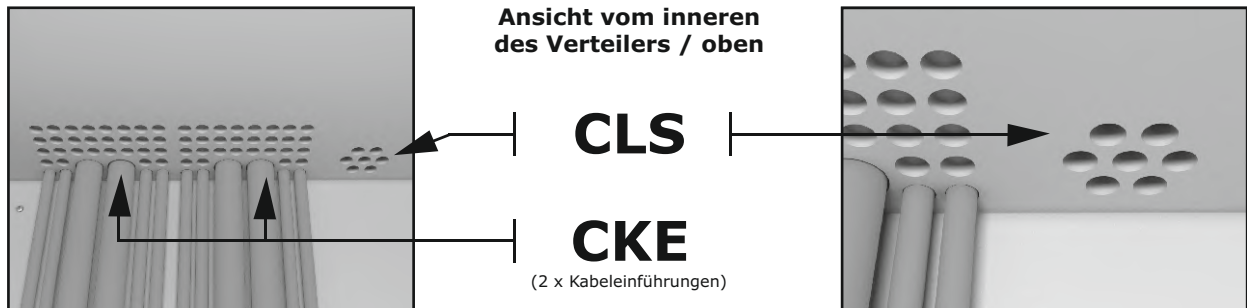 Ansicht vom inneren
des Verteilers / oben
CLS
CKE
(2 x Kabeleinführungen)